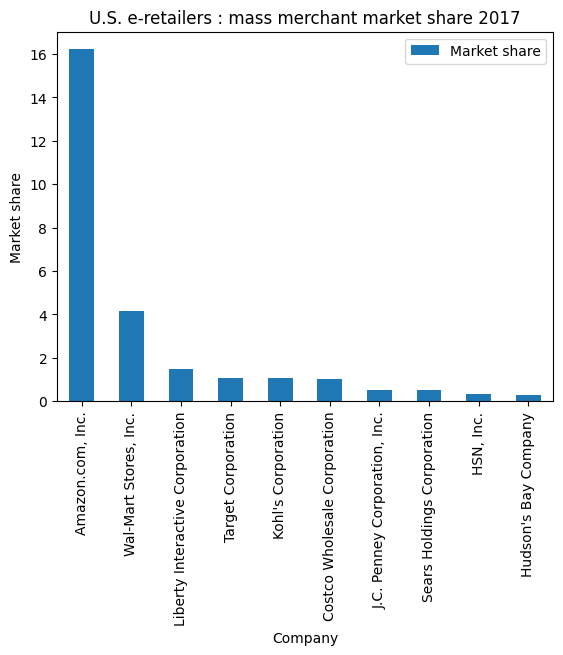 U.S. e-retailers : mass merchant market share 2017
Market share
16
14
12
10
8
6
4
2
0
Market share
Amazon.com, Inc.
Wal-Mart Stores, Inc.
Liberty Interactive Corporation
Target Corporation
Kohl's Corporation
Costco Wholesale Corporation
J.C. Penney Corporation, Inc.
Sears Holdings Corporation
HSN, Inc.
Hudson's Bay Company
Company